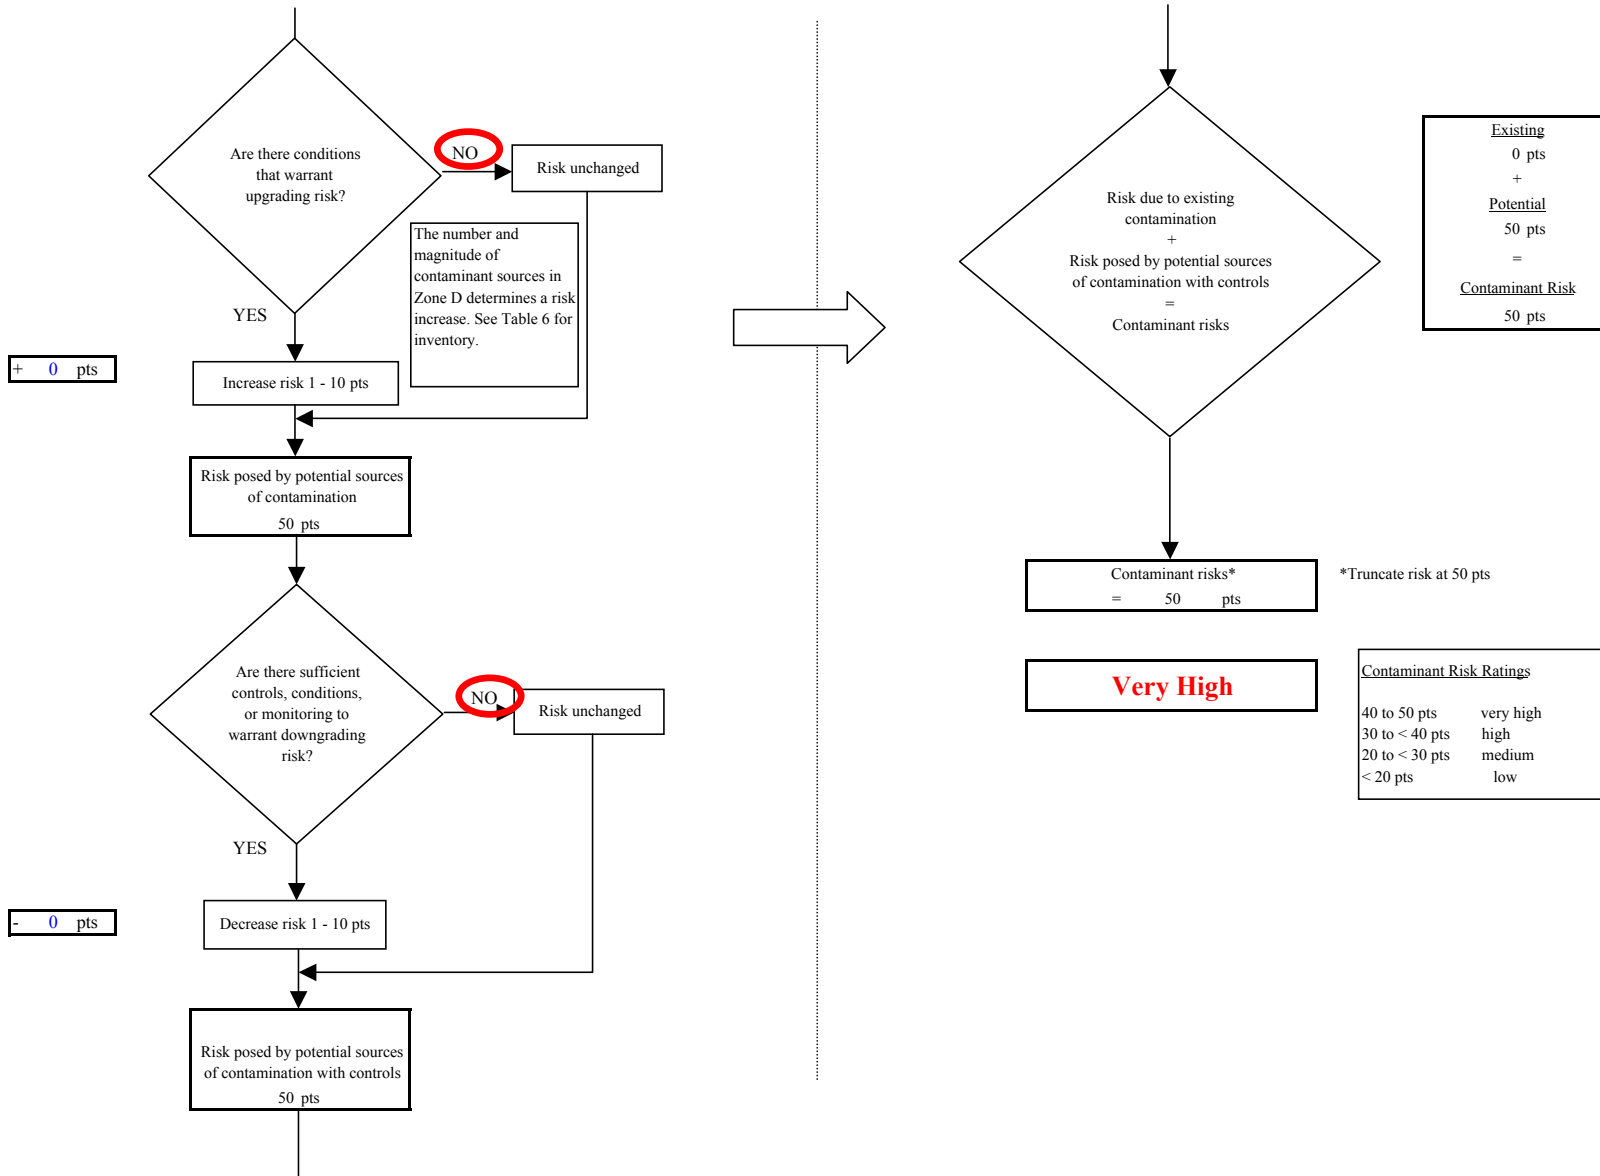 Are there conditions
that warrant
upgrading risk?
NO
Risk unchanged
The number and
magnitude of
contaminant sources in
Zone D determines a risk
increase. See Table 6 for
inventory.
YES
+ 0 pts
Increase risk 1 - 10 pts
Risk posed by potential sources
of contamination
50 pts
Are there sufficient
controls, conditions,
or monitoring to
warrant downgrading
risk?
NO
Risk unchanged
YES
- 0 pts
Decrease risk 1 - 10 pts
Risk posed by potential sources
of contamination with controls
50 pts
Risk due to existing
contamination
+
Risk posed by potential sources
of contamination with controls
=
Contaminant risks
Existing
0 pts
+
Potential
50 pts
=
Contaminant Risk
50 pts
Contaminant risks*
= 50 pts
*Truncate risk at 50 pts
Very High
Contaminant Risk Ratings
40 to 50 pts very high
30 to < 40 pts high
20 to < 30 pts medium
< 20 pts low